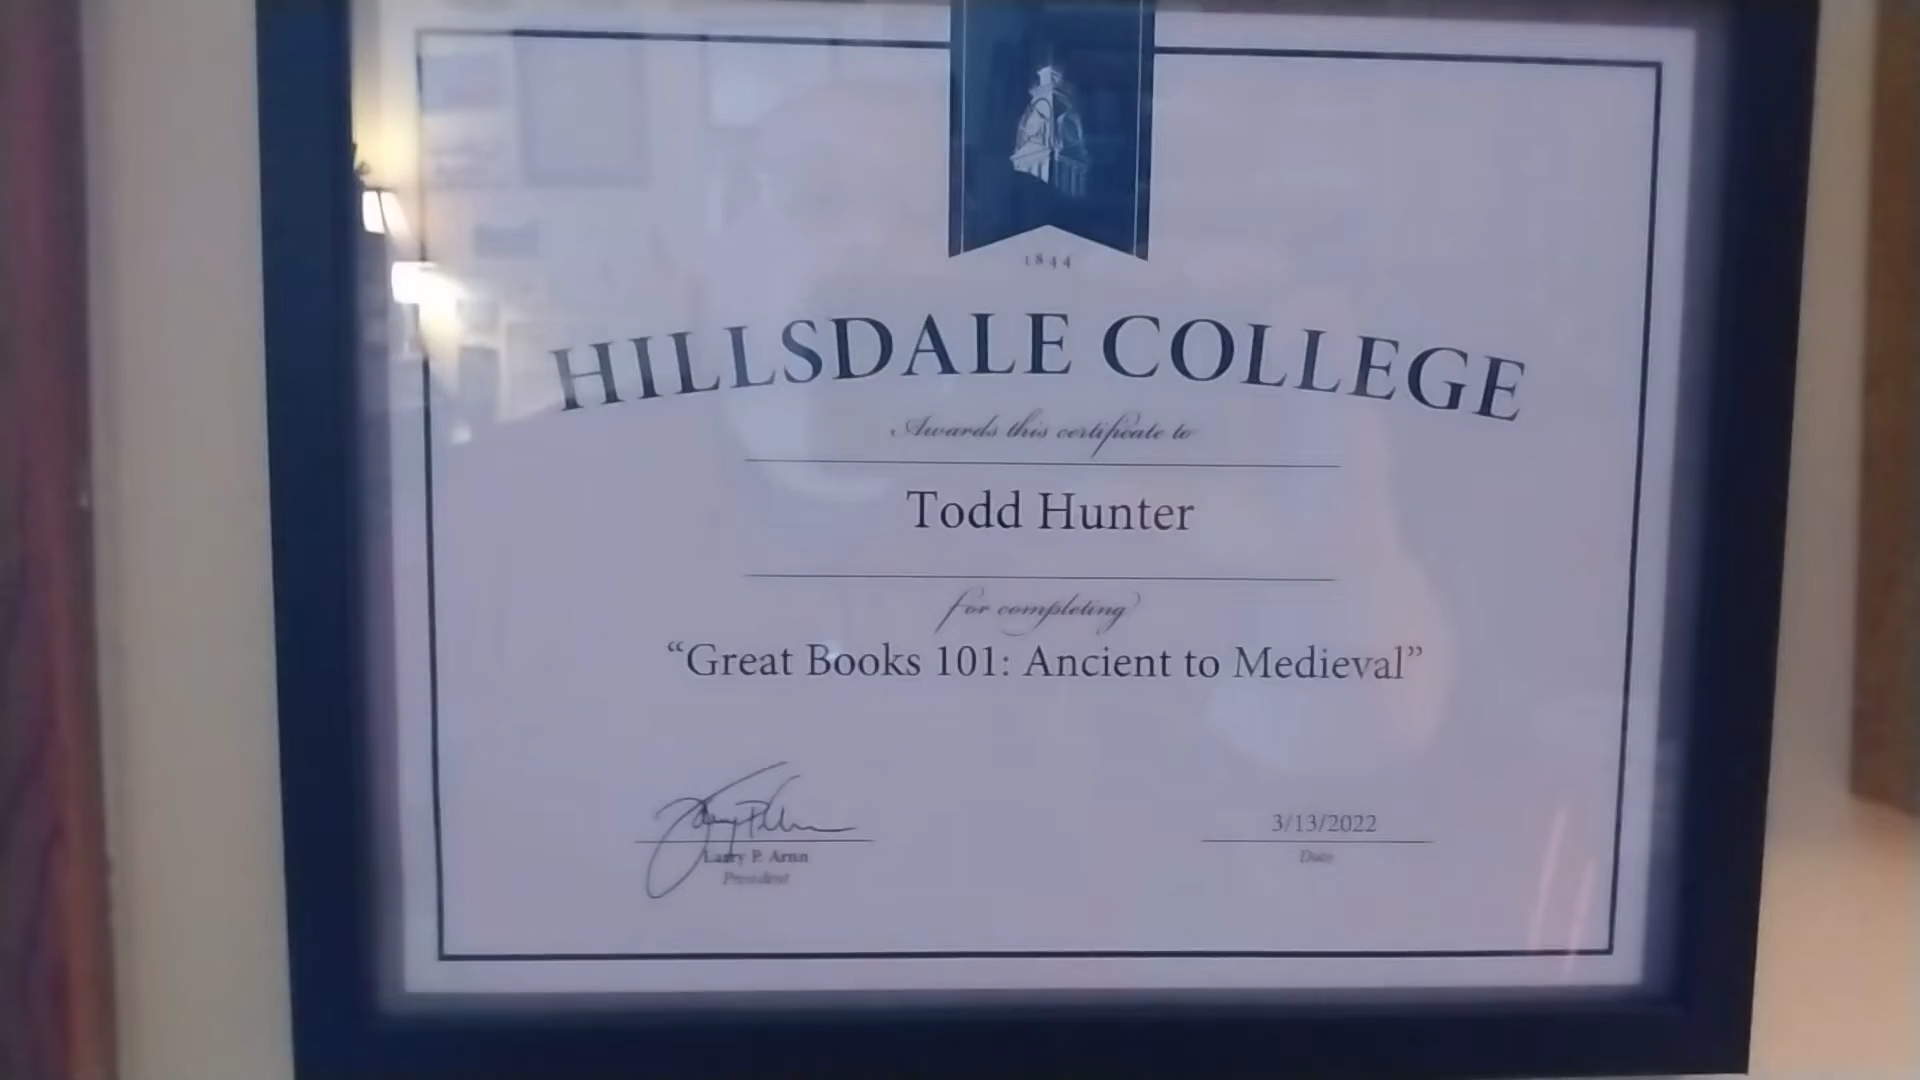 1844
HILLSDALE COLLEGE
Awards this certificate to
Todd Hunter
for completing
“Great Books 101: Ancient to Medieval”
3/13/2022
Larry P. Arnn
President
Date